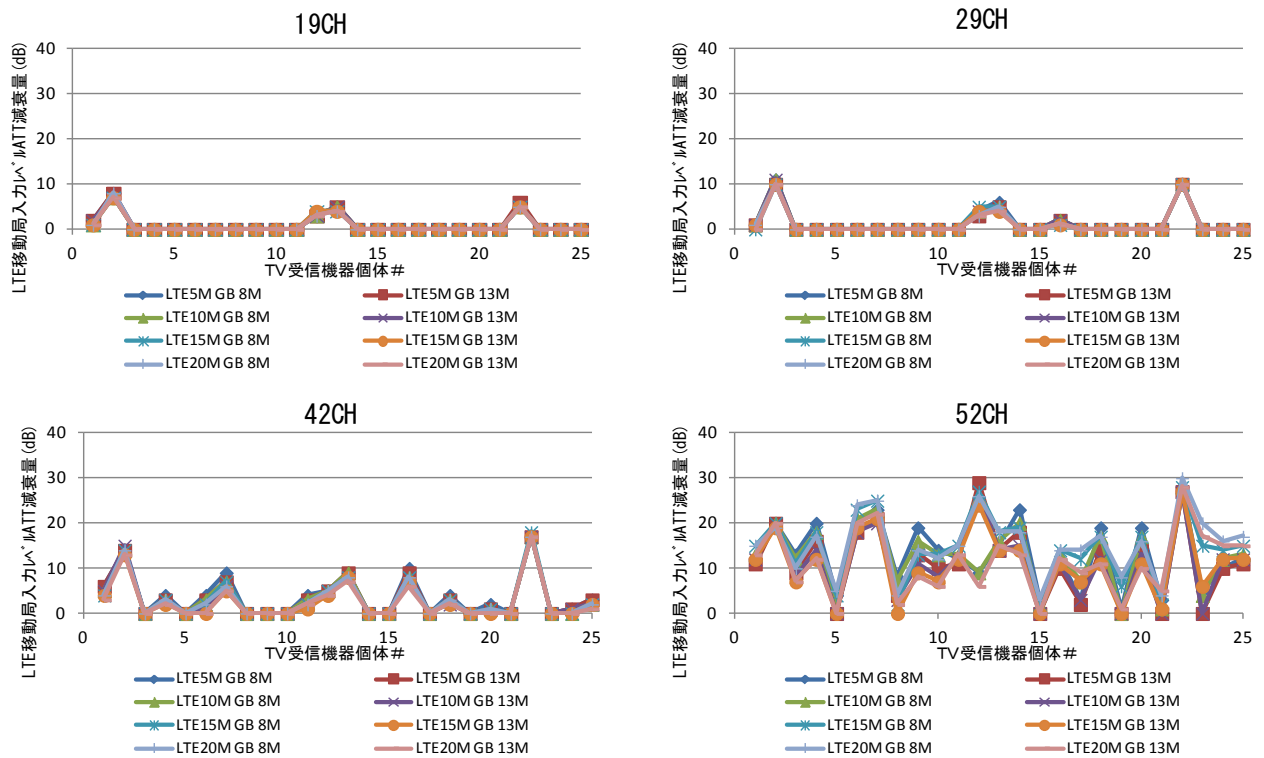 19CH
LTE移動局入力ﾚﾍﾞﾙATT減衰量(dB)
40
30
20
10
0
0 5 10 15 20 25
TV受信機器個体＃
LTE5M GB 8M LTE5M GB 13M
LTE10M GB 8M LTE10M GB 13M
LTE15M GB 8M LTE15M GB 13M
LTE20M GB 8M LTE20M GB 13M
29CH
LTE移動局入力ﾚﾍﾞﾙATT減衰量(dB)
40
30
20
10
0
0 5 10 15 20 25
TV受信機器個体＃
LTE5M GB 8M LTE5M GB 13M
LTE10M GB 8M LTE10M GB 13M
LTE15M GB 8M LTE15M GB 13M
LTE20M GB 8M LTE20M GB 13M
42CH
LTE移動局入力ﾚﾍﾞﾙATT減衰量(dB)
40
30
20
10
0
0 5 10 15 20 25
TV受信機器個体＃
LTE5M GB 8M LTE5M GB 13M
LTE10M GB 8M LTE10M GB 13M
LTE15M GB 8M LTE15M GB 13M
LTE20M GB 8M LTE20M GB 13M
52CH
LTE移動局入力ﾚﾍﾞﾙATT減衰量(dB)
40
30
20
10
0
0 5 10 15 20 25
TV受信機器個体＃
LTE5M GB 8M LTE5M GB 13M
LTE10M GB 8M LTE10M GB 13M
LTE15M GB 8M LTE15M GB 13M
LTE20M GB 8M LTE20M GB 13M